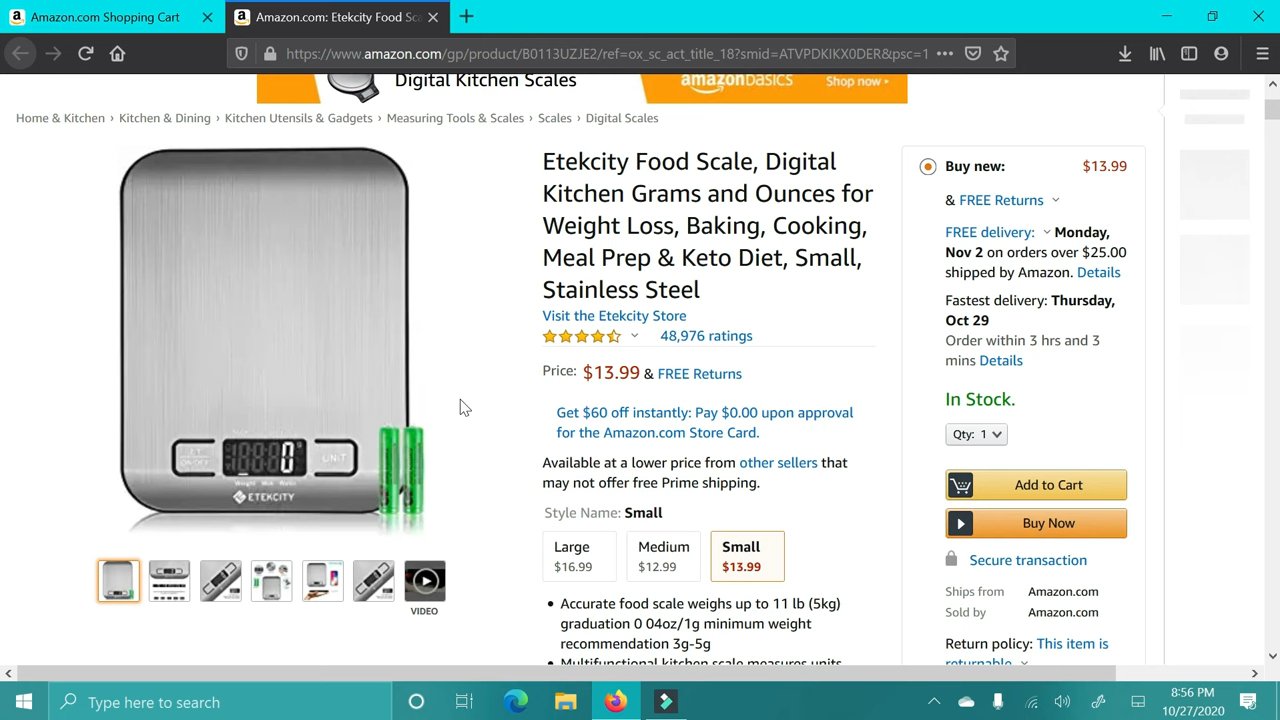 Amazon.com Shopping Cart
Amazon.com: Etekcity Food Sca
https://www.amazon.com/gp/product/B0113UZJE2/ref=ox_sc_act_title_18?smid=ATVPDKIKX0DER&psc=1
Digital Kitchen Scales
amazonbasics
Shop now
Home & Kitchen › Kitchen & Dining › Kitchen Utensils & Gadgets › Measuring Tools & Scales › Scales › Digital Scales
Etekcity Food Scale, Digital
Kitchen Grams and Ounces for
Weight Loss, Baking, Cooking,
Meal Prep & Keto Diet, Small,
Stainless Steel
Visit the Etekcity Store
48,976 ratings
Price: $13.99 & FREE Returns
Get $60 off instantly: Pay $0.00 upon approval
for the Amazon.com Store Card.
Available at a lower price from other sellers that
may not offer free Prime shipping.
Style Name: Small
Large
$16.99
Medium
$12.99
Small
$13.99
• Accurate food scale weighs up to 11 lb (5kg)
graduation 0 04oz/1g minimum weight
recommendation 3g-5g
• Multifunctional kitchen scale measures units
UNIT
ETEKCITY
VIDEO
Buy new: $13.99
& FREE Returns
FREE delivery: Monday,
Nov 2 on orders over $25.00
shipped by Amazon. Details
Fastest delivery: Thursday,
Oct 29
Order within 3 hrs and 3
mins Details
In Stock.
Qty: 1
Add to Cart
Buy Now
Secure transaction
Ships from Amazon.com
Sold by Amazon.com
Return policy: This item is
returnable
Type here to search
8:56 PM
10/27/2020